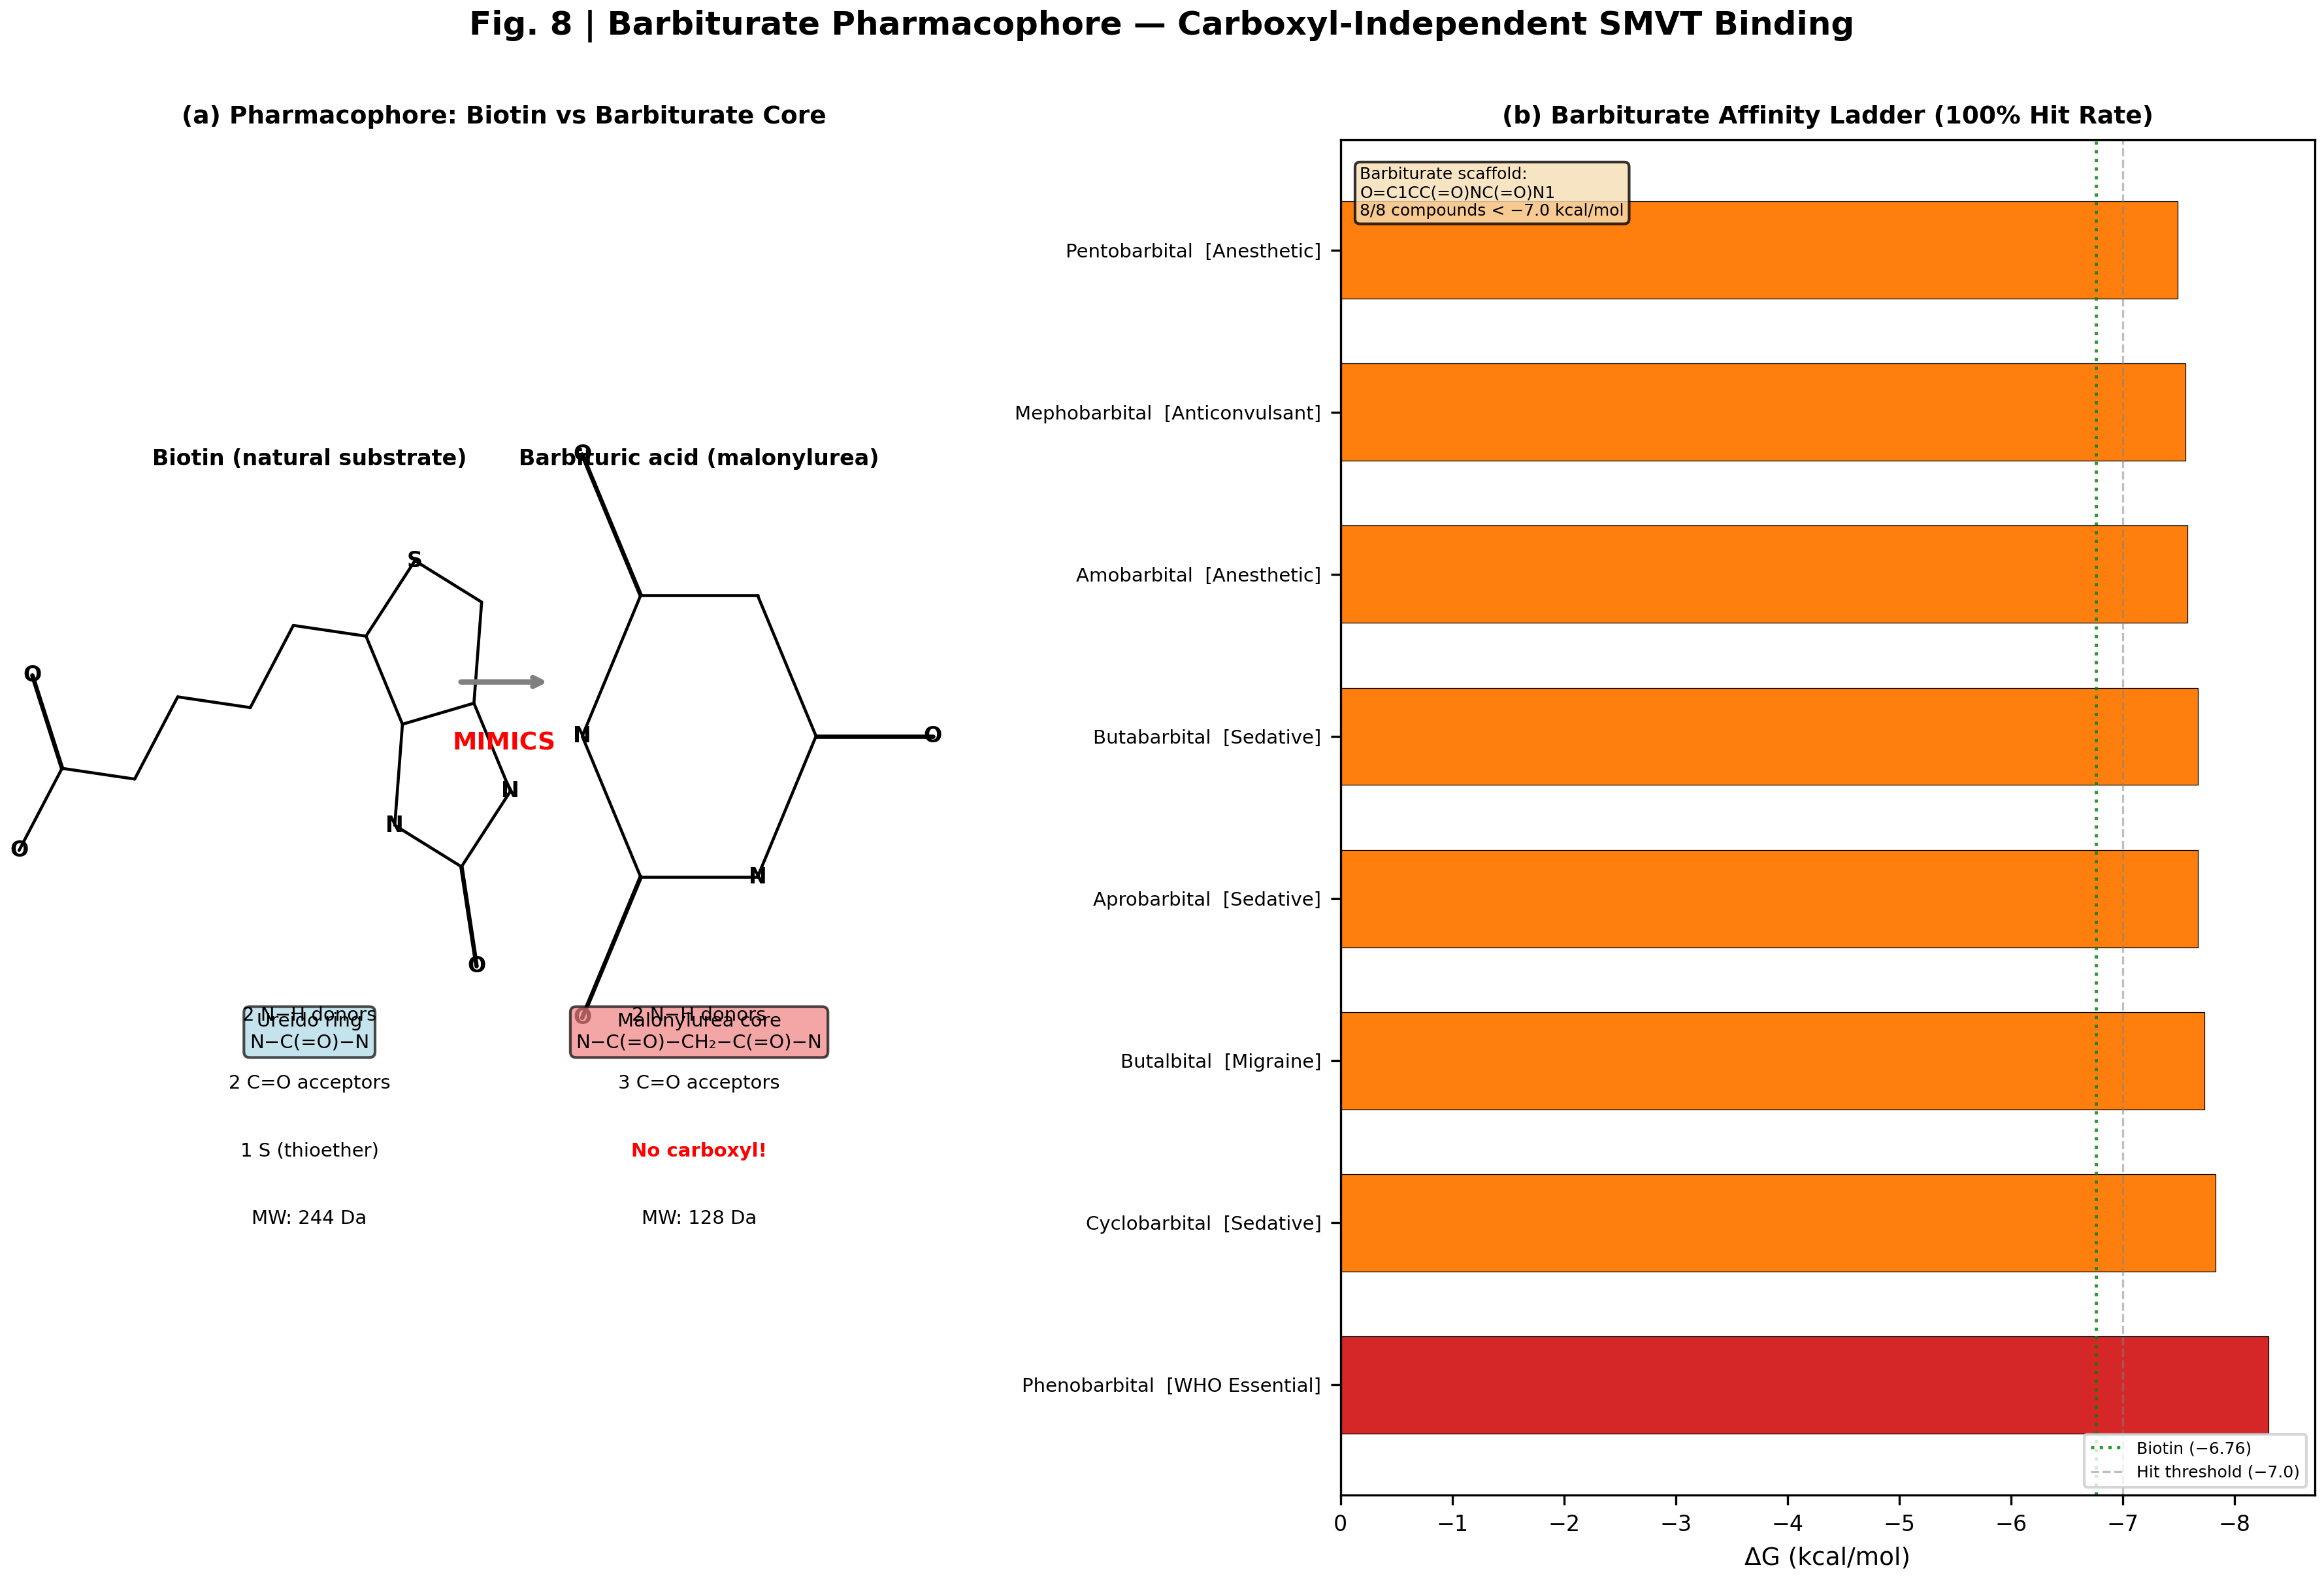 Fig. 8 | Barbiturate Pharmacophore — Carboxyl-Independent SMVT Binding
(a) Pharmacophore: Biotin vs Barbiturate Core
Biotin (natural substrate)
Barbituric acid (malonylurea)
O
S
O
N
O
MIMICS
N
N
O
N
O
O
2 N−H donors
Ureido ring
N−C(=O)−N
2 C=O acceptors
1 S (thioether)
MW: 244 Da
O
2 N−H donors
Malonylurea core
N−C(=O)−CH₂−C(=O)−N
3 C=O acceptors
No carboxyl!
MW: 128 Da
(b) Barbiturate Affinity Ladder (100% Hit Rate)
Barbiturate scaffold:
O=C1CC(=O)NC(=O)N1
8/8 compounds < −7.0 kcal/mol
Pentobarbital [Anesthetic]
Mephobarbital [Anticonvulsant]
Amobarbital [Anesthetic]
Butabarbital [Sedative]
Aprobarbital [Sedative]
Butalbital [Migraine]
Cyclobarbital [Sedative]
Phenobarbital [WHO Essential]
Biotin (−6.76)
Hit threshold (−7.0)
0 −1 −2 −3 −4 −5 −6 −7 −8
ΔG (kcal/mol)